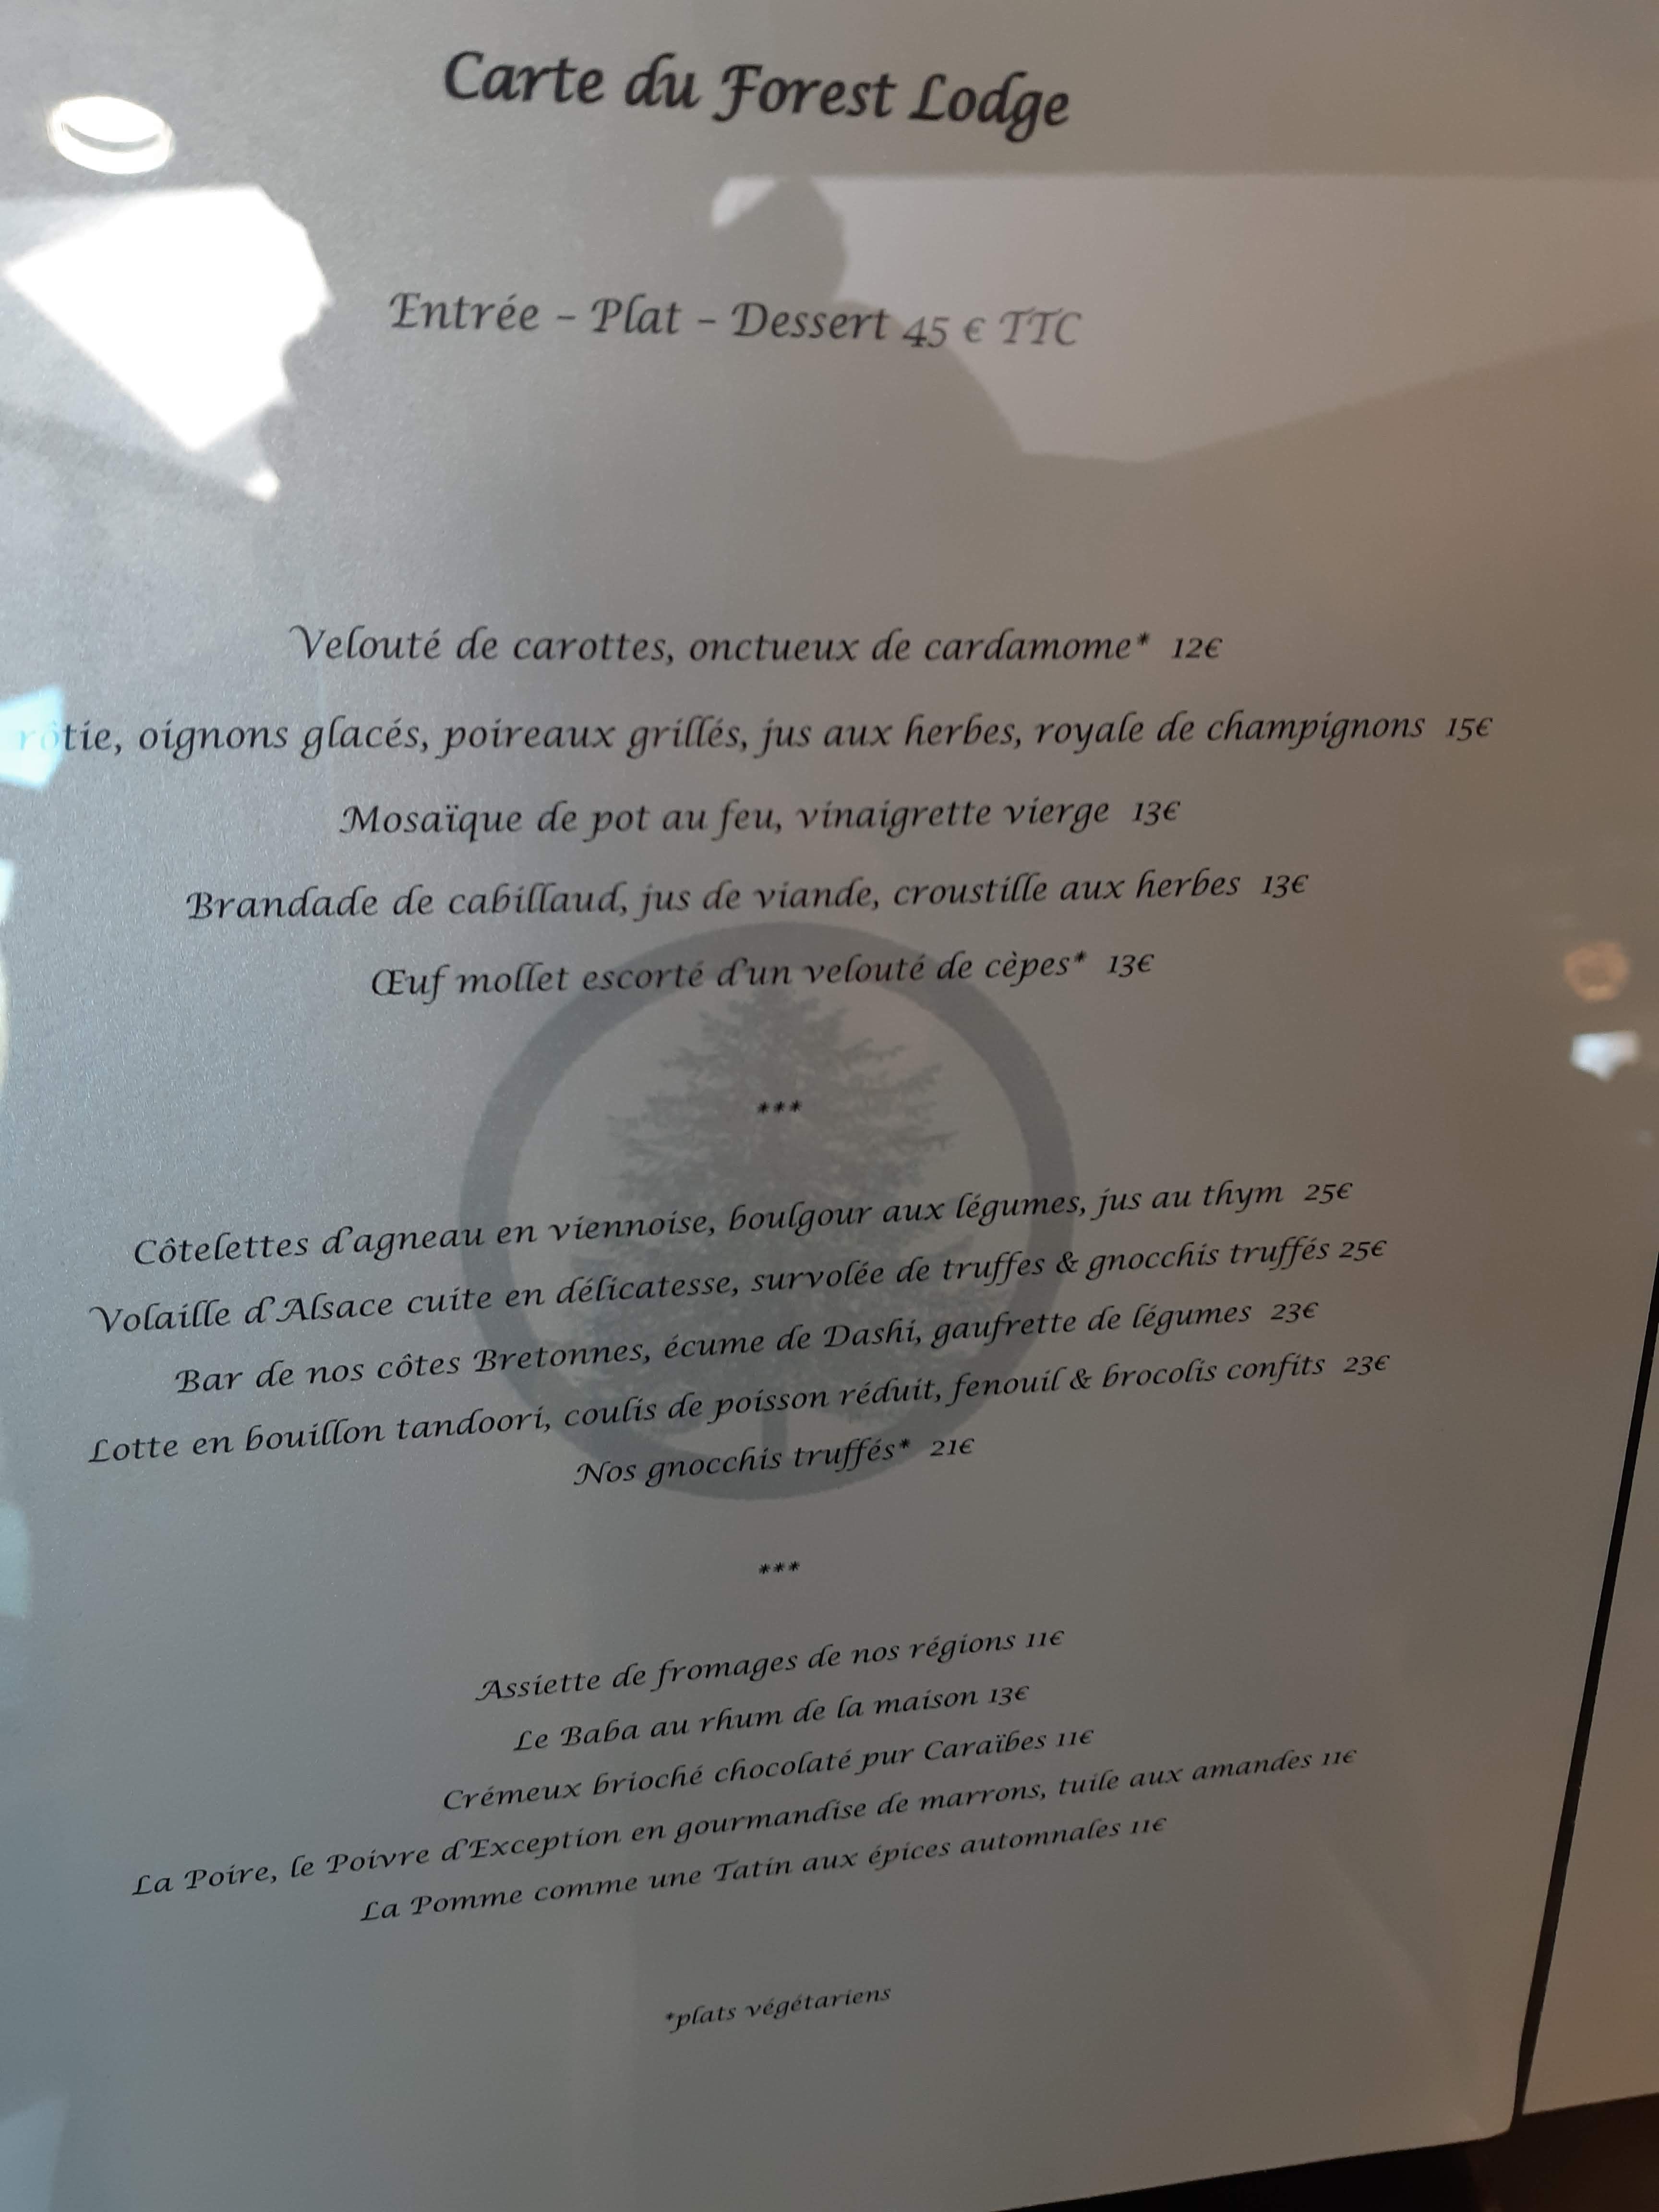 Carte du Forest Lodge
Entrée – Plat – Dessert 45 € TTC
Velouté de carottes, onctueux de cardamome* 12€
rôtie, oignons glacés, poireaux grillés, jus aux herbes, royale de champignons 15€
Mosaïque de pot au feu, vinaigrette vierge 13€
Brandade de cabillaud, jus de viande, croustille aux herbes 13€
Œuf mollet escorté d'un velouté de cèpes* 13€
***
Côtelettes d'agneau en viennoise, boulgour aux légumes, jus au thym 25€
Volaille d'Alsace cuite en délicatesse, survolée de truffes & gnocchis truffés 25€
Bar de nos côtes Bretonnes, écume de Dashi, gaufrette de légumes 23€
Lotte en bouillon tandoori, coulis de poisson réduit, fenouil & brocolis confits 23€
Nos gnocchis truffés* 21€
***
Assiette de fromages de nos régions 11€
Le Baba au rhum de la maison 13€
Crémeux brioché chocolaté pur Caraïbes 11€
La Poire, le Poivre d'Exception en gourmandise de marrons, tuile aux amandes 11€
La Pomme comme une Tatin aux épices automnales 11€
*plats végétariens